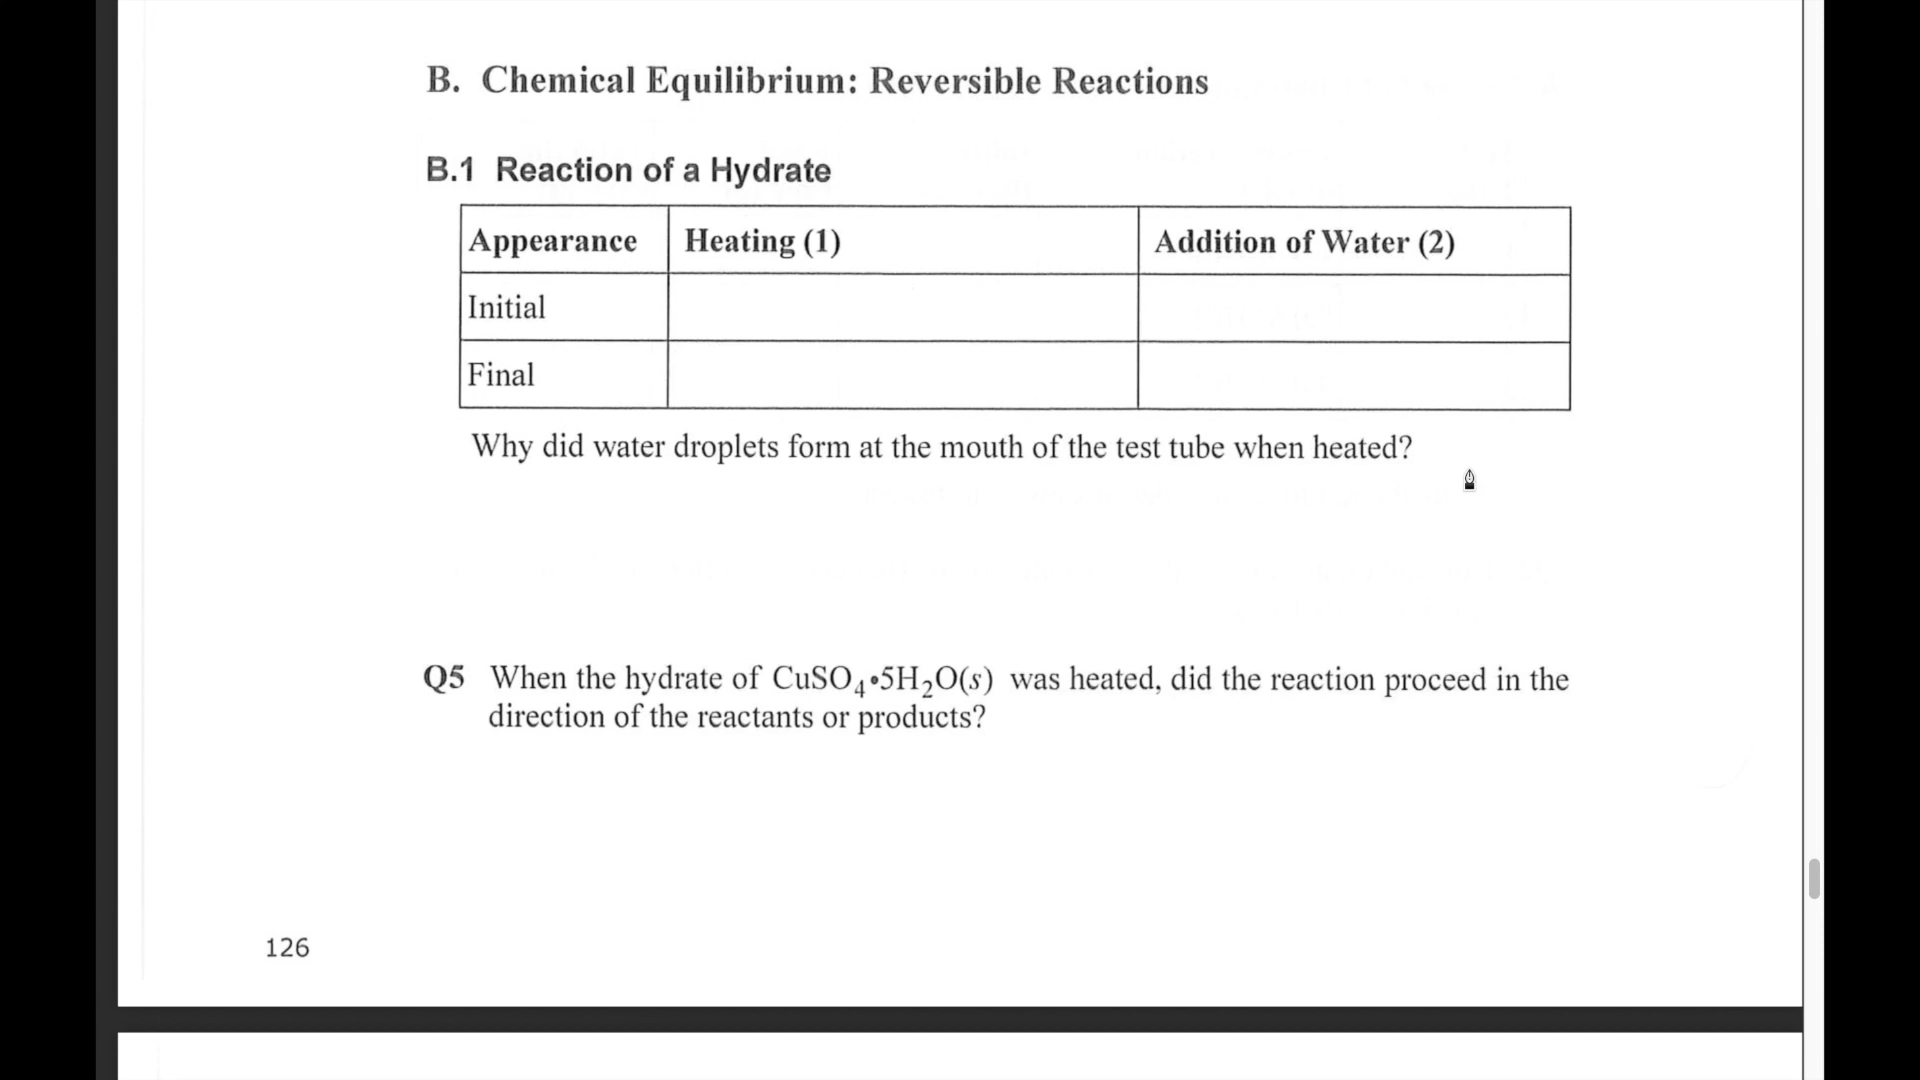 B. Chemical Equilibrium: Reversible Reactions
B.1 Reaction of a Hydrate
Appearance Heating (1) Addition of Water (2)
Initial
Final
Why did water droplets form at the mouth of the test tube when heated?
Q5 When the hydrate of CuSO₄•5H₂O(s) was heated, did the reaction proceed in the
direction of the reactants or products?
126